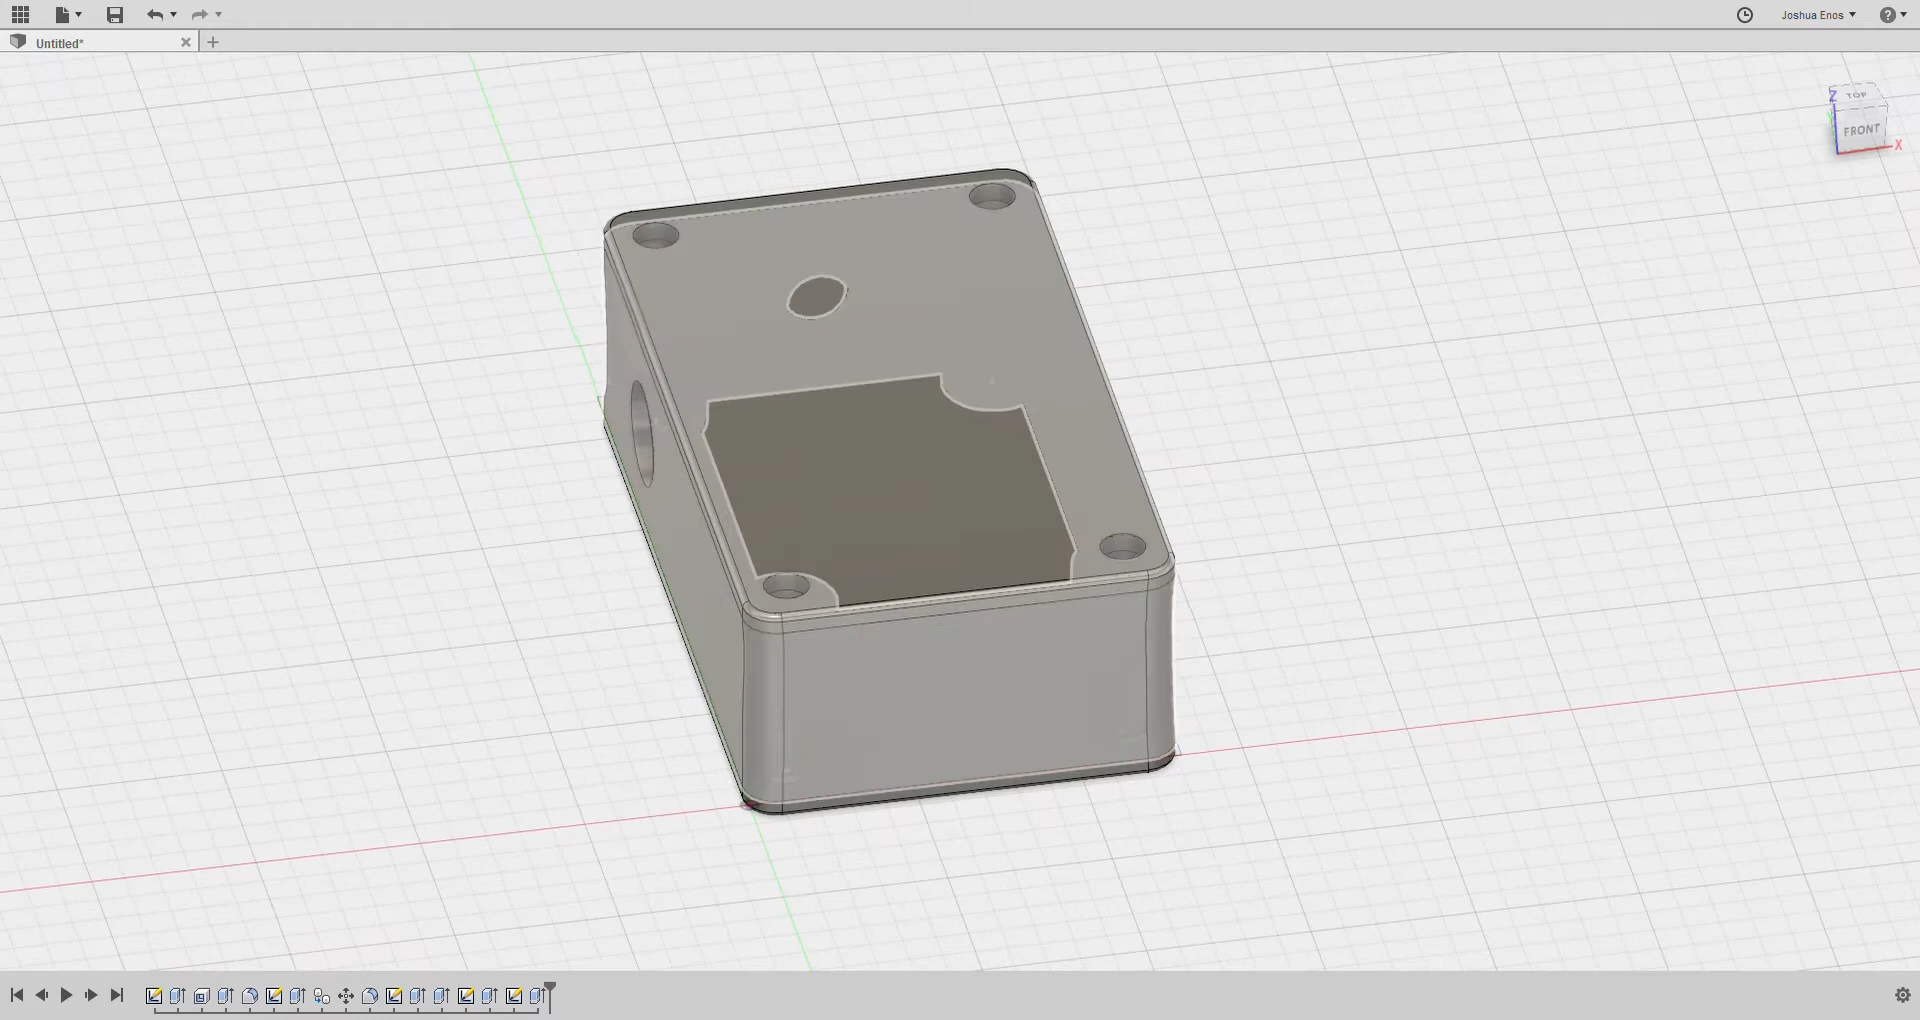 Joshua Enos
?
Untitled*
TOP
Z
FRONT
X